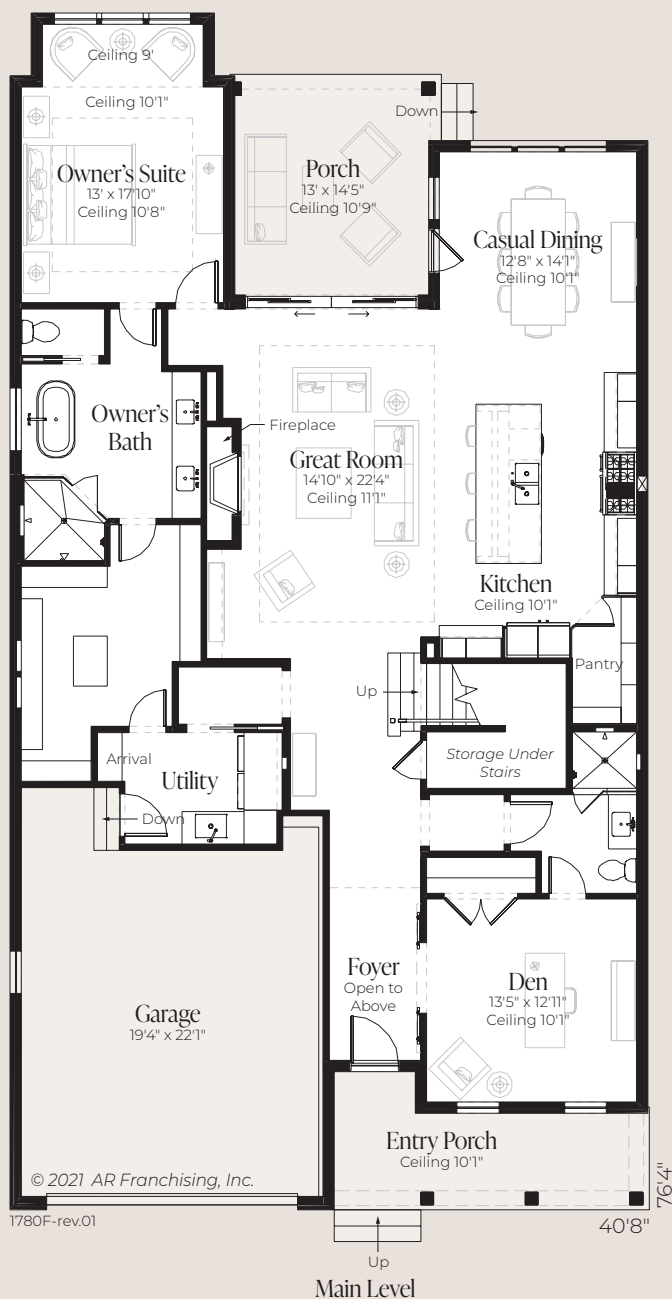 Ceiling 9'
Ceiling 10'1"
Owner's Suite
13' x 17'10"
Ceiling 10'8"
Porch
13' x 14'5"
Ceiling 10'9"
Down
Casual Dining
12'8" x 14'1"
Ceiling 10'1"
Owner's
Bath
Fireplace
Great Room
14'10" x 22'4"
Ceiling 11'1"
Kitchen
Ceiling 10'1"
Pantry
Up
Storage Under
Stairs
Arrival
Utility
Down
Foyer
Open to
Above
Den
13'5" x 12'11"
Ceiling 10'1"
Garage
19'4" x 22'1"
Entry Porch
Ceiling 10'1"
© 2021 AR Franchising, Inc.
1780F-rev.01
76'4"
40'8"
Up
Main Level